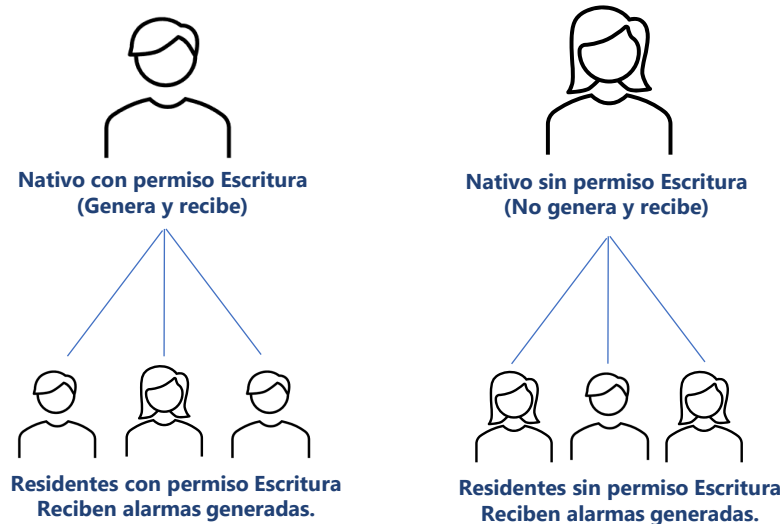 Nativo con permiso Escritura
(Genera y recibe)
Nativo sin permiso Escritura
(No genera y recibe)
Residentes con permiso Escritura
Reciben alarmas generadas.
Residentes sin permiso Escritura
Reciben alarmas generadas.